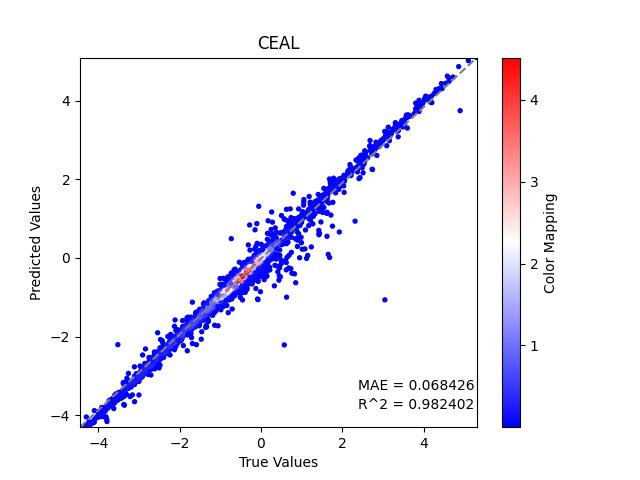 CEAL
Predicted Values
4
2
0
−2
−4
−4
−2
0
2
4
True Values
MAE = 0.068426
R^2 = 0.982402
4
3
2
1
Color Mapping